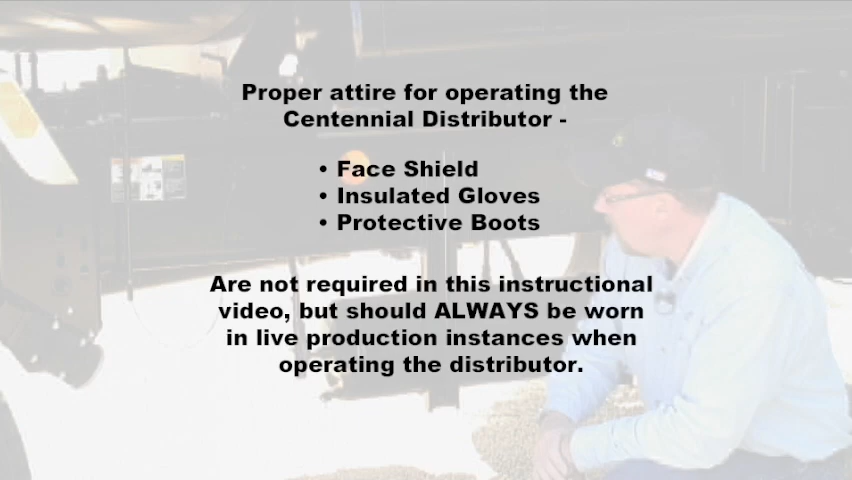 Proper attire for operating the
Centennial Distributor -
• Face Shield
• Insulated Gloves
• Protective Boots
Are not required in this instructional
video, but should ALWAYS be worn
in live production instances when
operating the distributor.